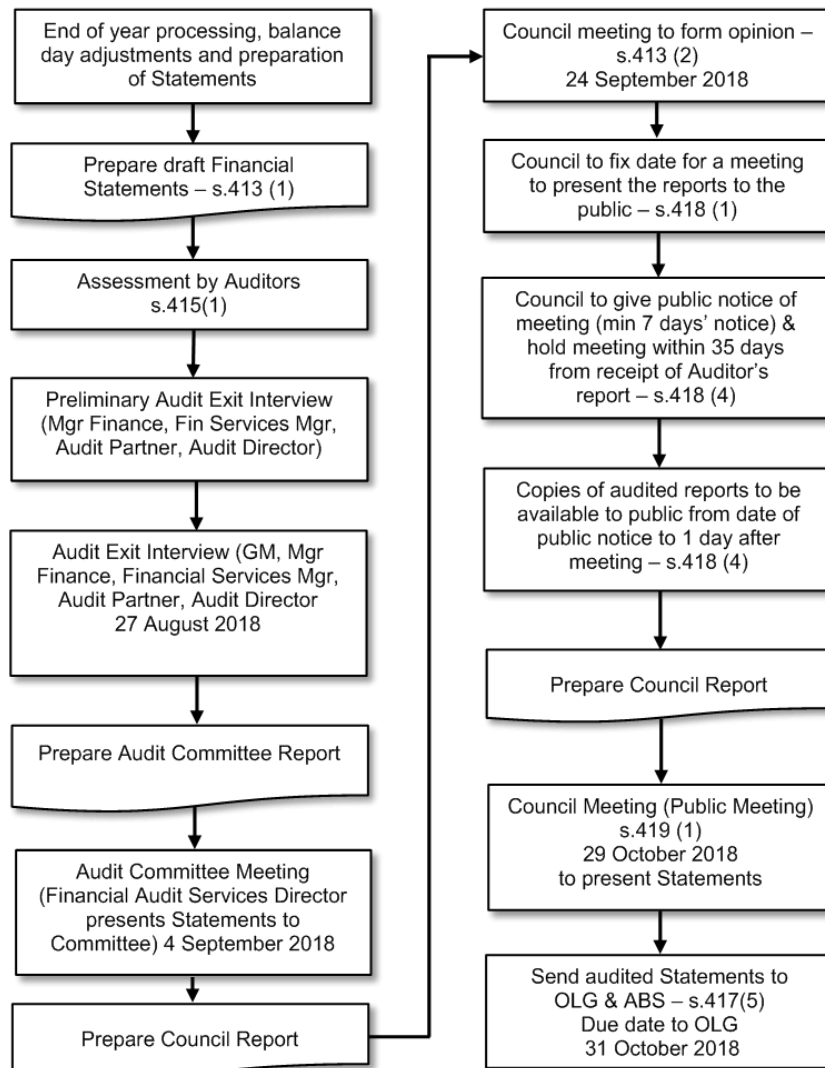 End of year processing, balance
day adjustments and preparation
of Statements
Prepare draft Financial
Statements – s.413 (1)
Assessment by Auditors
s.415(1)
Preliminary Audit Exit Interview
(Mgr Finance, Fin Services Mgr,
Audit Partner, Audit Director)
Audit Exit Interview (GM, Mgr
Finance, Financial Services Mgr,
Audit Partner, Audit Director
27 August 2018
Prepare Audit Committee Report
Audit Committee Meeting
(Financial Audit Services Director
presents Statements to
Committee) 4 September 2018
Prepare Council Report
Council meeting to form opinion –
s.413 (2)
24 September 2018
Council to fix date for a meeting
to present the reports to the
public – s.418 (1)
Council to give public notice of
meeting (min 7 days' notice) &
hold meeting within 35 days
from receipt of Auditor's
report – s.418 (4)
Copies of audited reports to be
available to public from date of
public notice to 1 day after
meeting – s.418 (4)
Prepare Council Report
Council Meeting (Public Meeting)
s.419 (1)
29 October 2018
to present Statements
Send audited Statements to
OLG & ABS – s.417(5)
Due date to OLG
31 October 2018